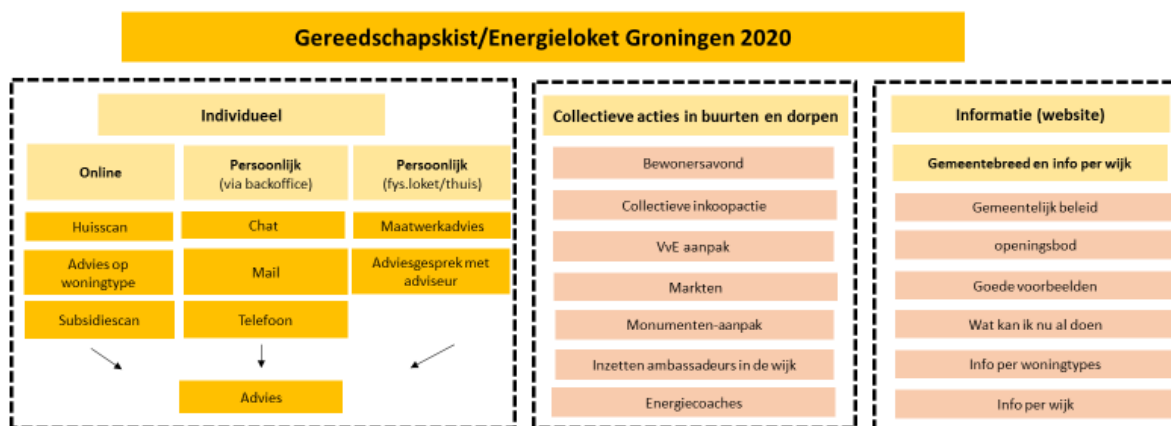 Gereedschapskist/Energieloket Groningen 2020
Individueel
Online
Huisscan
Advies op
woningtype
Subsidiescan
Persoonlijk
(via backoffice)
Chat
Mail
Telefoon
Persoonlijk
(fys.loket/thuis)
Maatwerkadvies
Adviesgesprek met
adviseur
Advies
Collectieve acties in buurten en dorpen
Bewonersavond
Collectieve inkoopactie
VvE aanpak
Markten
Monumenten-aanpak
Inzetten ambassadeurs in de wijk
Energiecoaches
Informatie (website)
Gemeentebreed en info per wijk
Gemeentelijk beleid
openingsbod
Goede voorbeelden
Wat kan ik nu al doen
Info per woningtypes
Info per wijk